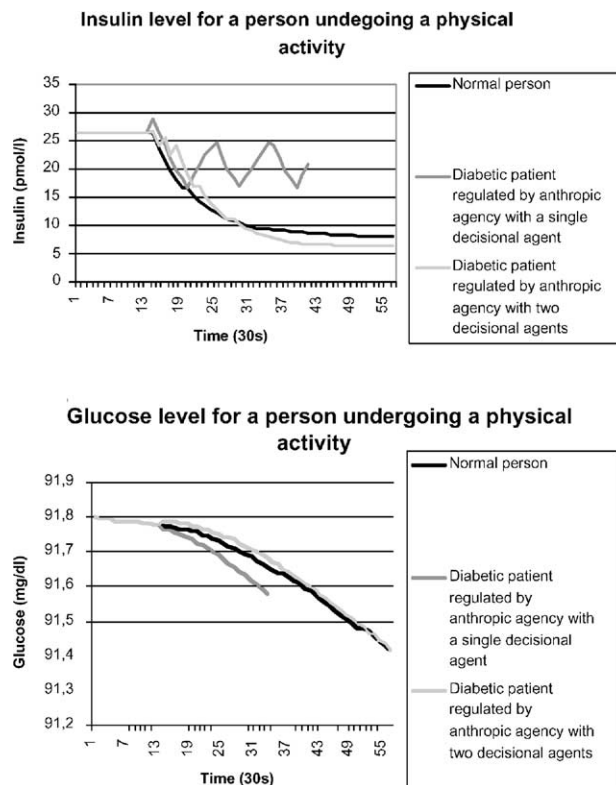 Insulin level for a person undegoing a physical
activity
35
30
25
20
15
10
5
0
Insulin (pmol/l)
1
7
13
19
25
31
37
43
49
55
Time (30s)
Normal person
Diabetic patient
regulated by anthropic
agency with a single
decisional agent
Diabetic patient
regulated by anthropic
agency with two
decisional agents
Glucose level for a person undergoing a physical
activity
91,9
91,8
91,7
91,6
91,5
91,4
91,3
91,2
Glucose (mg/dl)
1
7
13
19
25
31
37
43
49
55
Time (30s)
Normal person
Diabetic patient
regulated by
anthropic agency with
a single decisional
agent
Diabetic patient
regulated by
anthropic agency with
two decisional agents